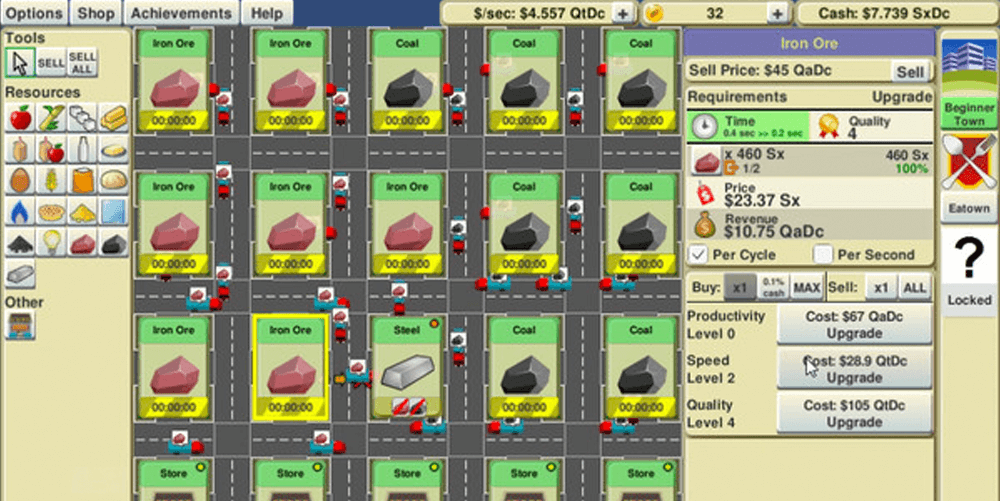 Options Shop Achievements Help $/sec: $4.557 QtDc + 32 + Cash: $7.739 SxDc
Tools
SELL SELL ALL
Resources
Other
Iron Ore Iron Ore Coal Coal Coal
00:00:00 00:00:00 00:00:00 00:00:00 00:00:00
Iron Ore Iron Ore Iron Ore Coal Coal
00:00:00 00:00:00 00:00:00 00:00:00 00:00:00
Iron Ore Iron Ore Steel Coal Coal
00:00:00 00:00:00 00:00:00 00:00:00
Store Store Store Store Store
Iron Ore
Sell Price: $45 QaDc Sell
Requirements Upgrade
Time
0.4 sec >> 0.2 sec
Quality
4
x 460 Sx 460 Sx
1/2 100%
Price
$23.37 Sx
Revenue
$10.75 QaDc
Per Cycle Per Second
Buy: x1 0.1% cash MAX Sell: x1 ALL
Productivity Cost: $67 QaDc
Level 0 Upgrade
Speed Cost: $28.9 QtDc
Level 2 Upgrade
Quality Cost: $105 QtDc
Level 4 Upgrade
Beginner
Town
Eatown
?
Locked